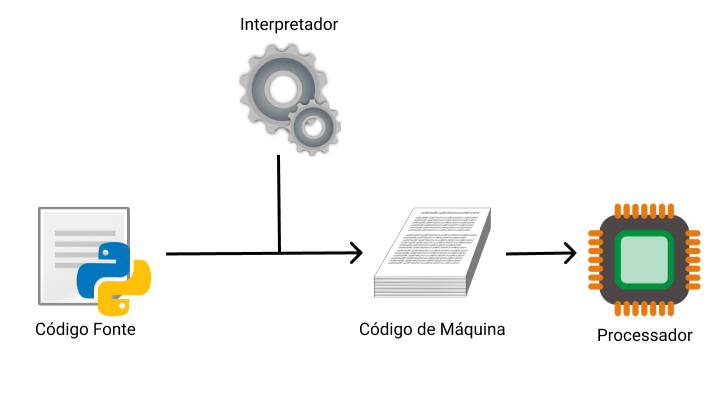 Interpretador
Código Fonte
Código de Máquina
Processador